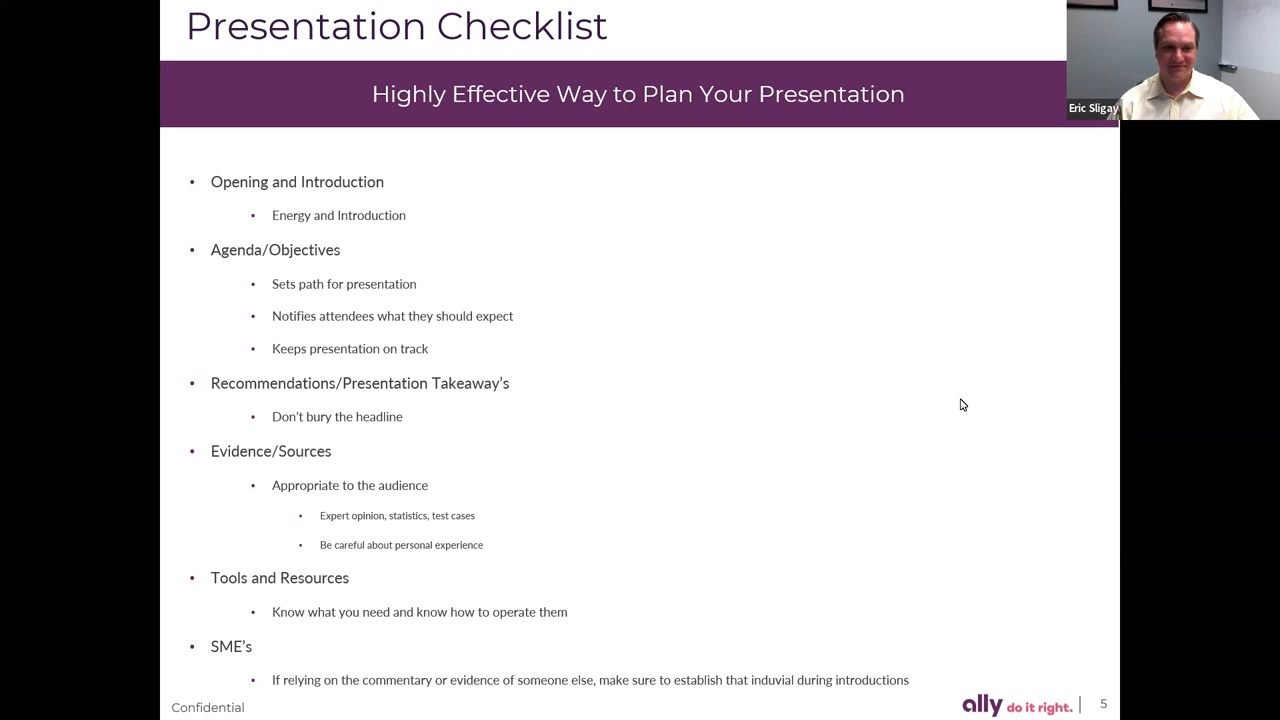 Presentation Checklist
Highly Effective Way to Plan Your Presentation
Eric Sligay
• Opening and Introduction
• Energy and Introduction
• Agenda/Objectives
• Sets path for presentation
• Notifies attendees what they should expect
• Keeps presentation on track
• Recommendations/Presentation Takeaway's
• Don't bury the headline
• Evidence/Sources
• Appropriate to the audience
• Expert opinion, statistics, test cases
• Be careful about personal experience
• Tools and Resources
• Know what you need and know how to operate them
• SME's
• If relying on the commentary or evidence of someone else, make sure to establish that induvial during introductions
Confidential
ally do it right. | 5